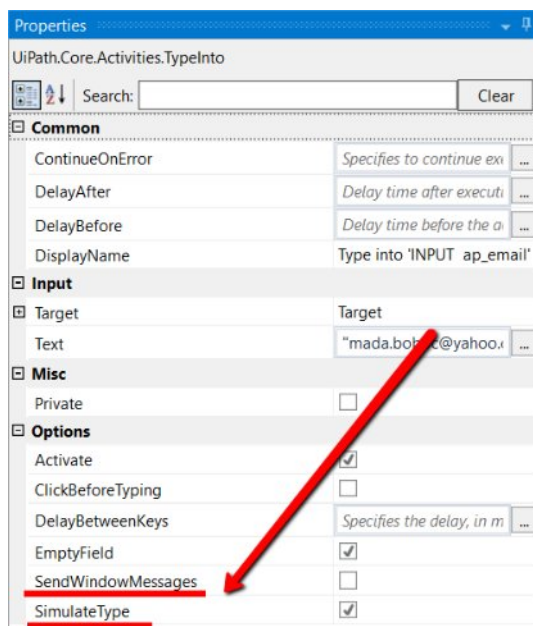 Properties
UiPath.Core.Activities.TypeInto
Search: Clear
Common
ContinueOnError Specifies to continue ex ...
DelayAfter Delay time after execut ...
DelayBefore Delay time before the a ...
DisplayName Type into 'INPUT ap_email'
Input
Target Target
Text ...
Misc
Private
Options
Activate
ClickBeforeTyping
DelayBetweenKeys Specifies the delay, in m ...
EmptyField
SendWindowMessages
SimulateType